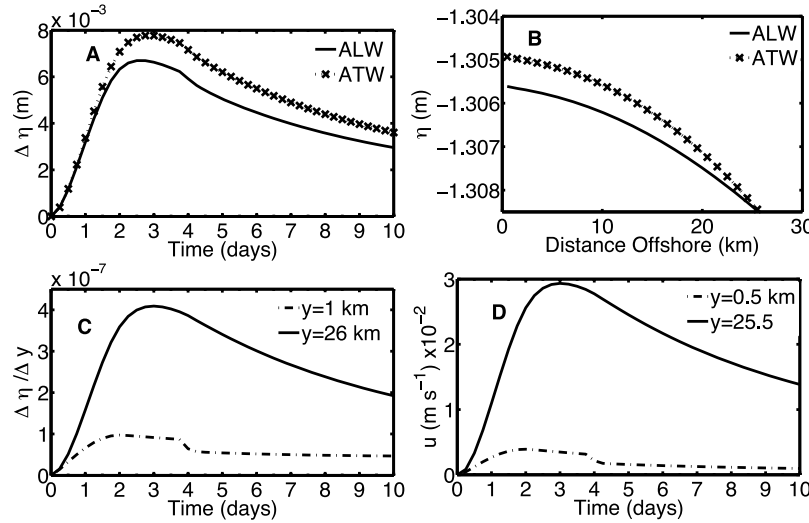 x 10⁻³
8
6
4
2
0
Δ η (m)
A
ALW
ATW
0 1 2 3 4 5 6 7 8 9 10
Time (days)
−1.304
−1.305
−1.306
−1.307
−1.308
η (m)
B
ALW
ATW
0 10 20 30
Distance Offshore (km)
x 10⁻⁷
4
3
2
1
0
Δ η /Δ y
C
y=1 km
y=26 km
0 1 2 3 4 5 6 7 8 9 10
Time (days)
3
2
1
0
u (m s⁻¹) x10⁻²
D
y=0.5 km
y=25.5
0 1 2 3 4 5 6 7 8 9 10
Time (days)